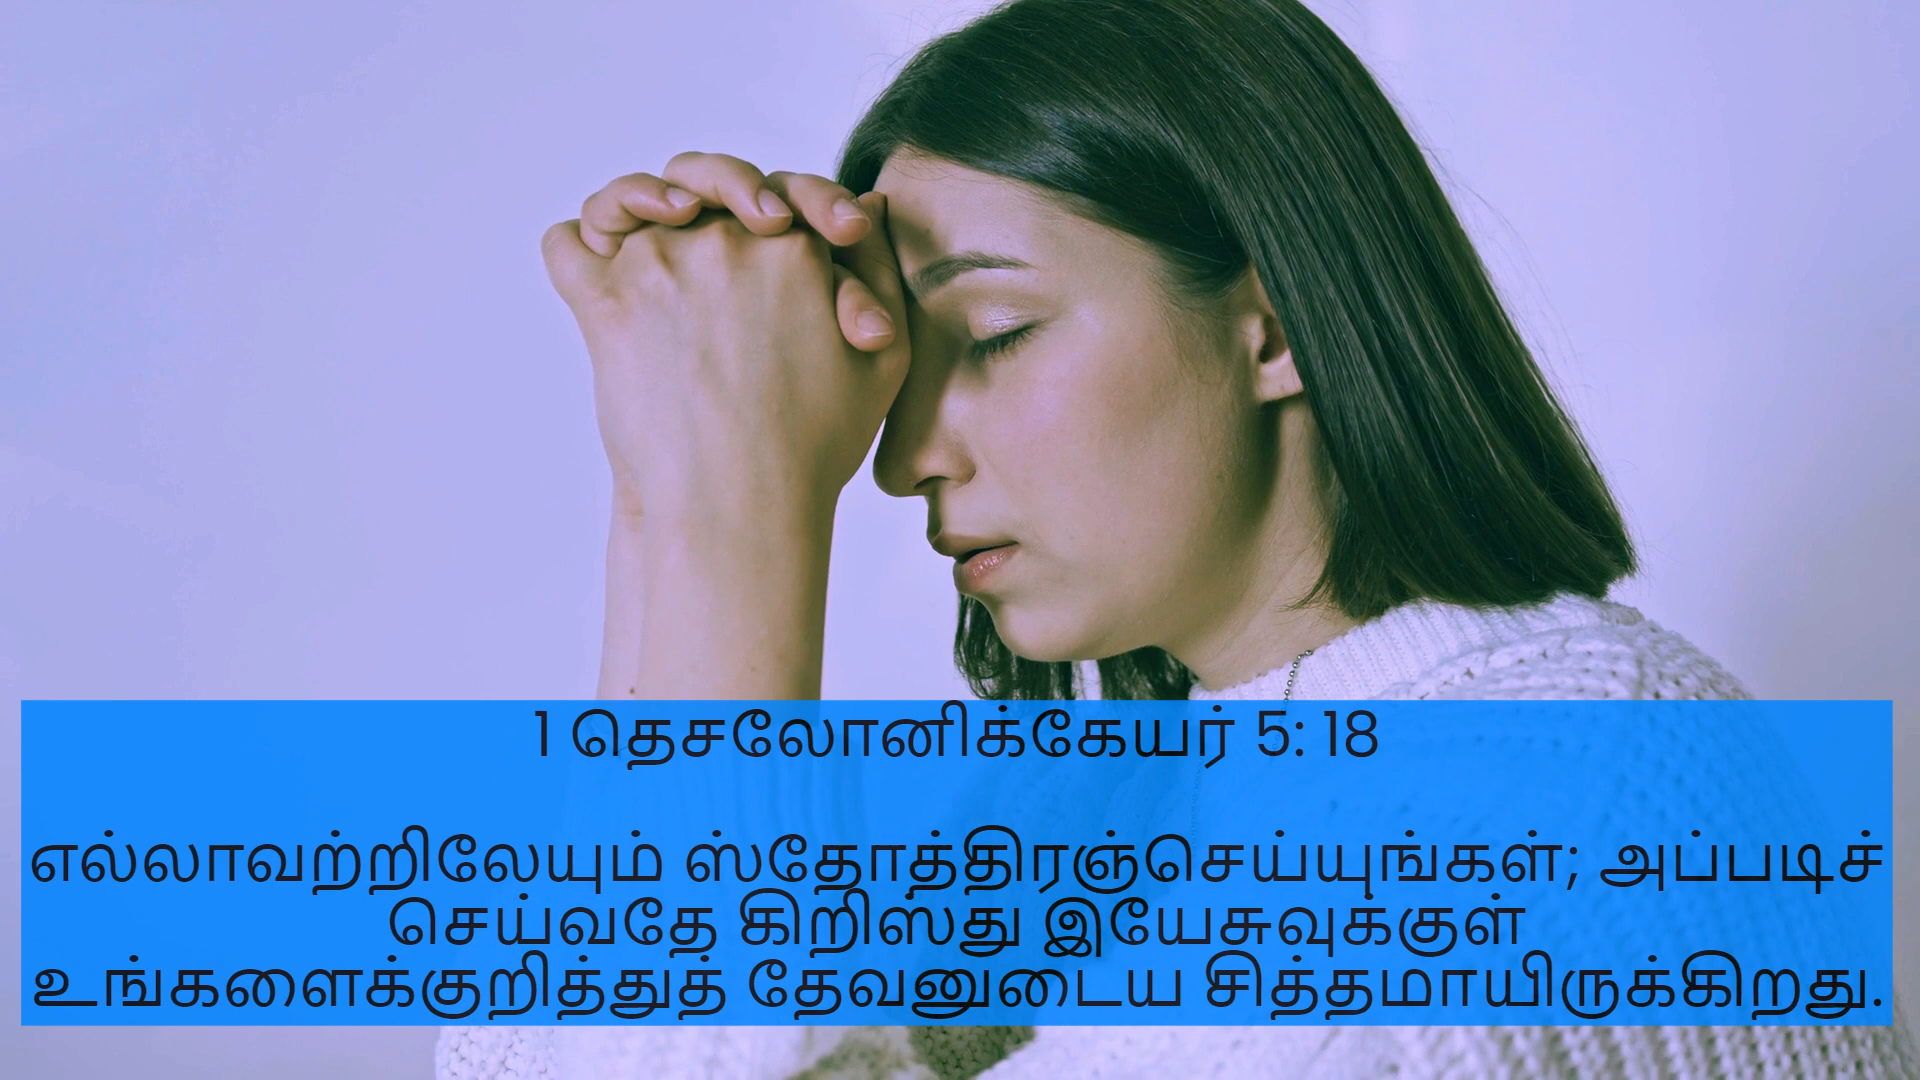 1 தெசலோனிக்கேயர் 5: 18
எல்லாவற்றிலேயும் ஸ்தோத்திரஞ்செய்யுங்கள்; அப்படிச்
செய்வதே கிறிஸ்து இயேசுவுக்குள்
உங்களைக்குறித்துத் தேவனுடைய சித்தமாயிருக்கிறது.